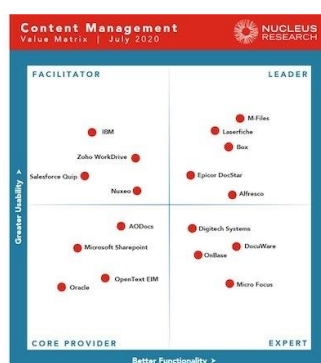 Content Management
Value Matrix | July 2020
NUCLEUS
RESEARCH
FACILITATOR
LEADER
M-Files
Laserfiche
IBM
Box
Zoho WorkDrive
Salesforce Quip
Epicor DocStar
Nuxeo
Alfresco
Greater Usability >
AODocs
Digitech Systems
Microsoft Sharepoint
DocuWare
OnBase
OpenText EIM
Oracle
Micro Focus
CORE PROVIDER
EXPERT
Better Functionality >